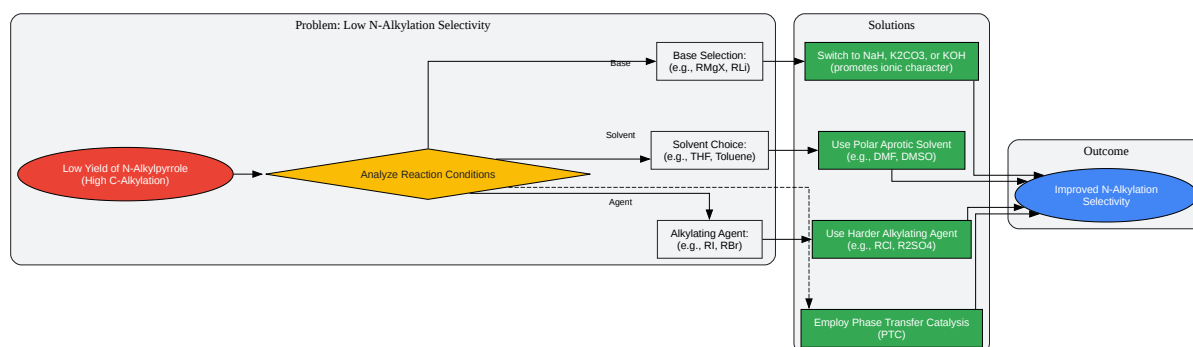 Problem: Low N-Alkylation Selectivity
Low Yield of N-Alkylpyrrole
(High C-Alkylation)
Analyze Reaction Conditions
Base
Solvent
Agent
Base Selection:
(e.g., RMgX, RLi)
Solvent Choice:
(e.g., THF, Toluene)
Alkylating Agent:
(e.g., RI, RBr)
Solutions
Switch to NaH, K2CO3, or KOH
(promotes ionic character)
Use Polar Aprotic Solvent
(e.g., DMF, DMSO)
Use Harder Alkylating Agent
(e.g., RCl, R2SO4)
Employ Phase Transfer Catalysis
(PTC)
Outcome
Improved N-Alkylation
Selectivity